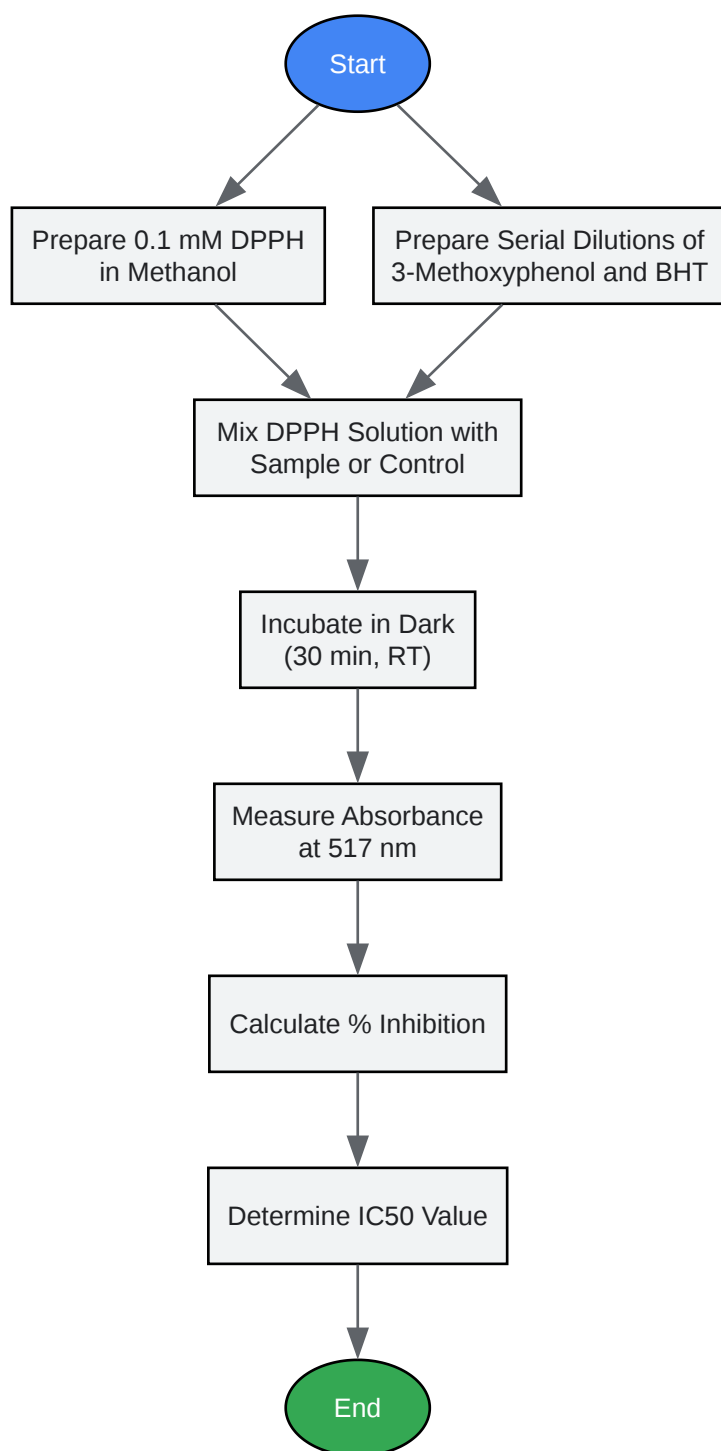 Start
Prepare 0.1 mM DPPH
in Methanol
Prepare Serial Dilutions of
3-Methoxyphenol and BHT
Mix DPPH Solution with
Sample or Control
Incubate in Dark
(30 min, RT)
Measure Absorbance
at 517 nm
Calculate % Inhibition
Determine IC50 Value
End